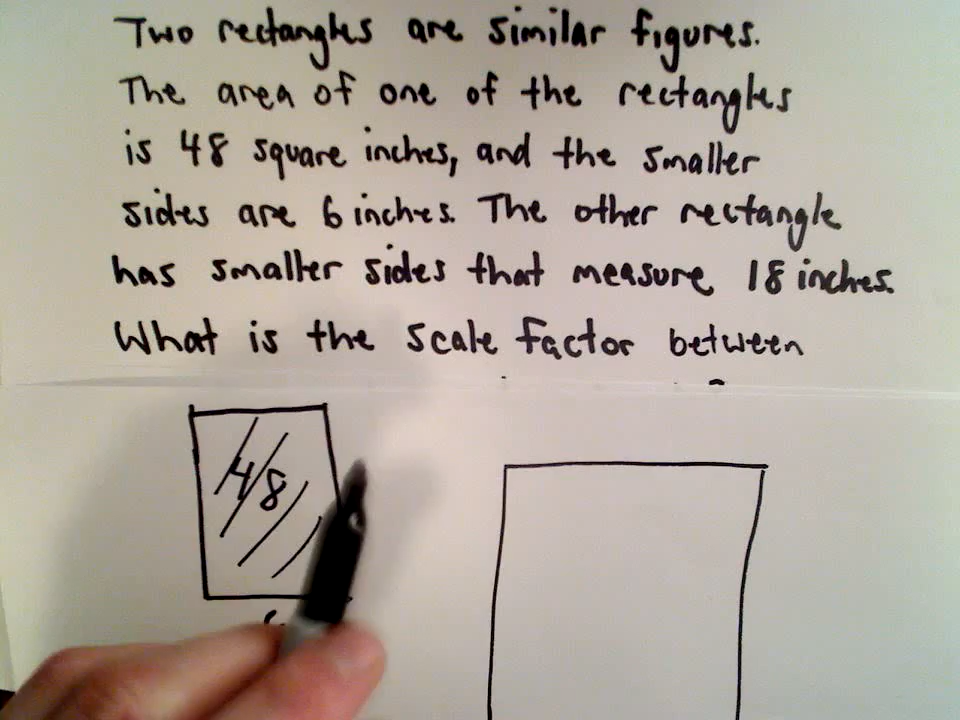 Two rectangles are similar figures.
The area of one of the rectangles
is 48 square inches, and the smaller
sides are 6 inches. The other rectangle
has smaller sides that measure 18 inches.
What is the scale factor between
48